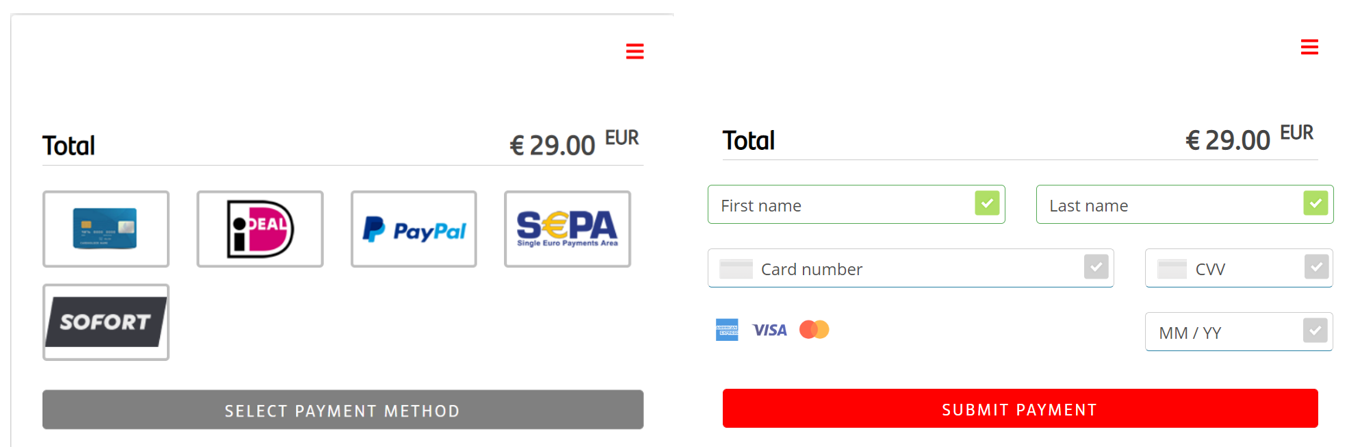 Total
€ 29.00 EUR
iDEAL
PayPal
S€PA
Single Euro Payments Area
SOFORT
SELECT PAYMENT METHOD
Total
€ 29.00 EUR
First name
Last name
Card number
CVV
VISA
MM / YY
SUBMIT PAYMENT